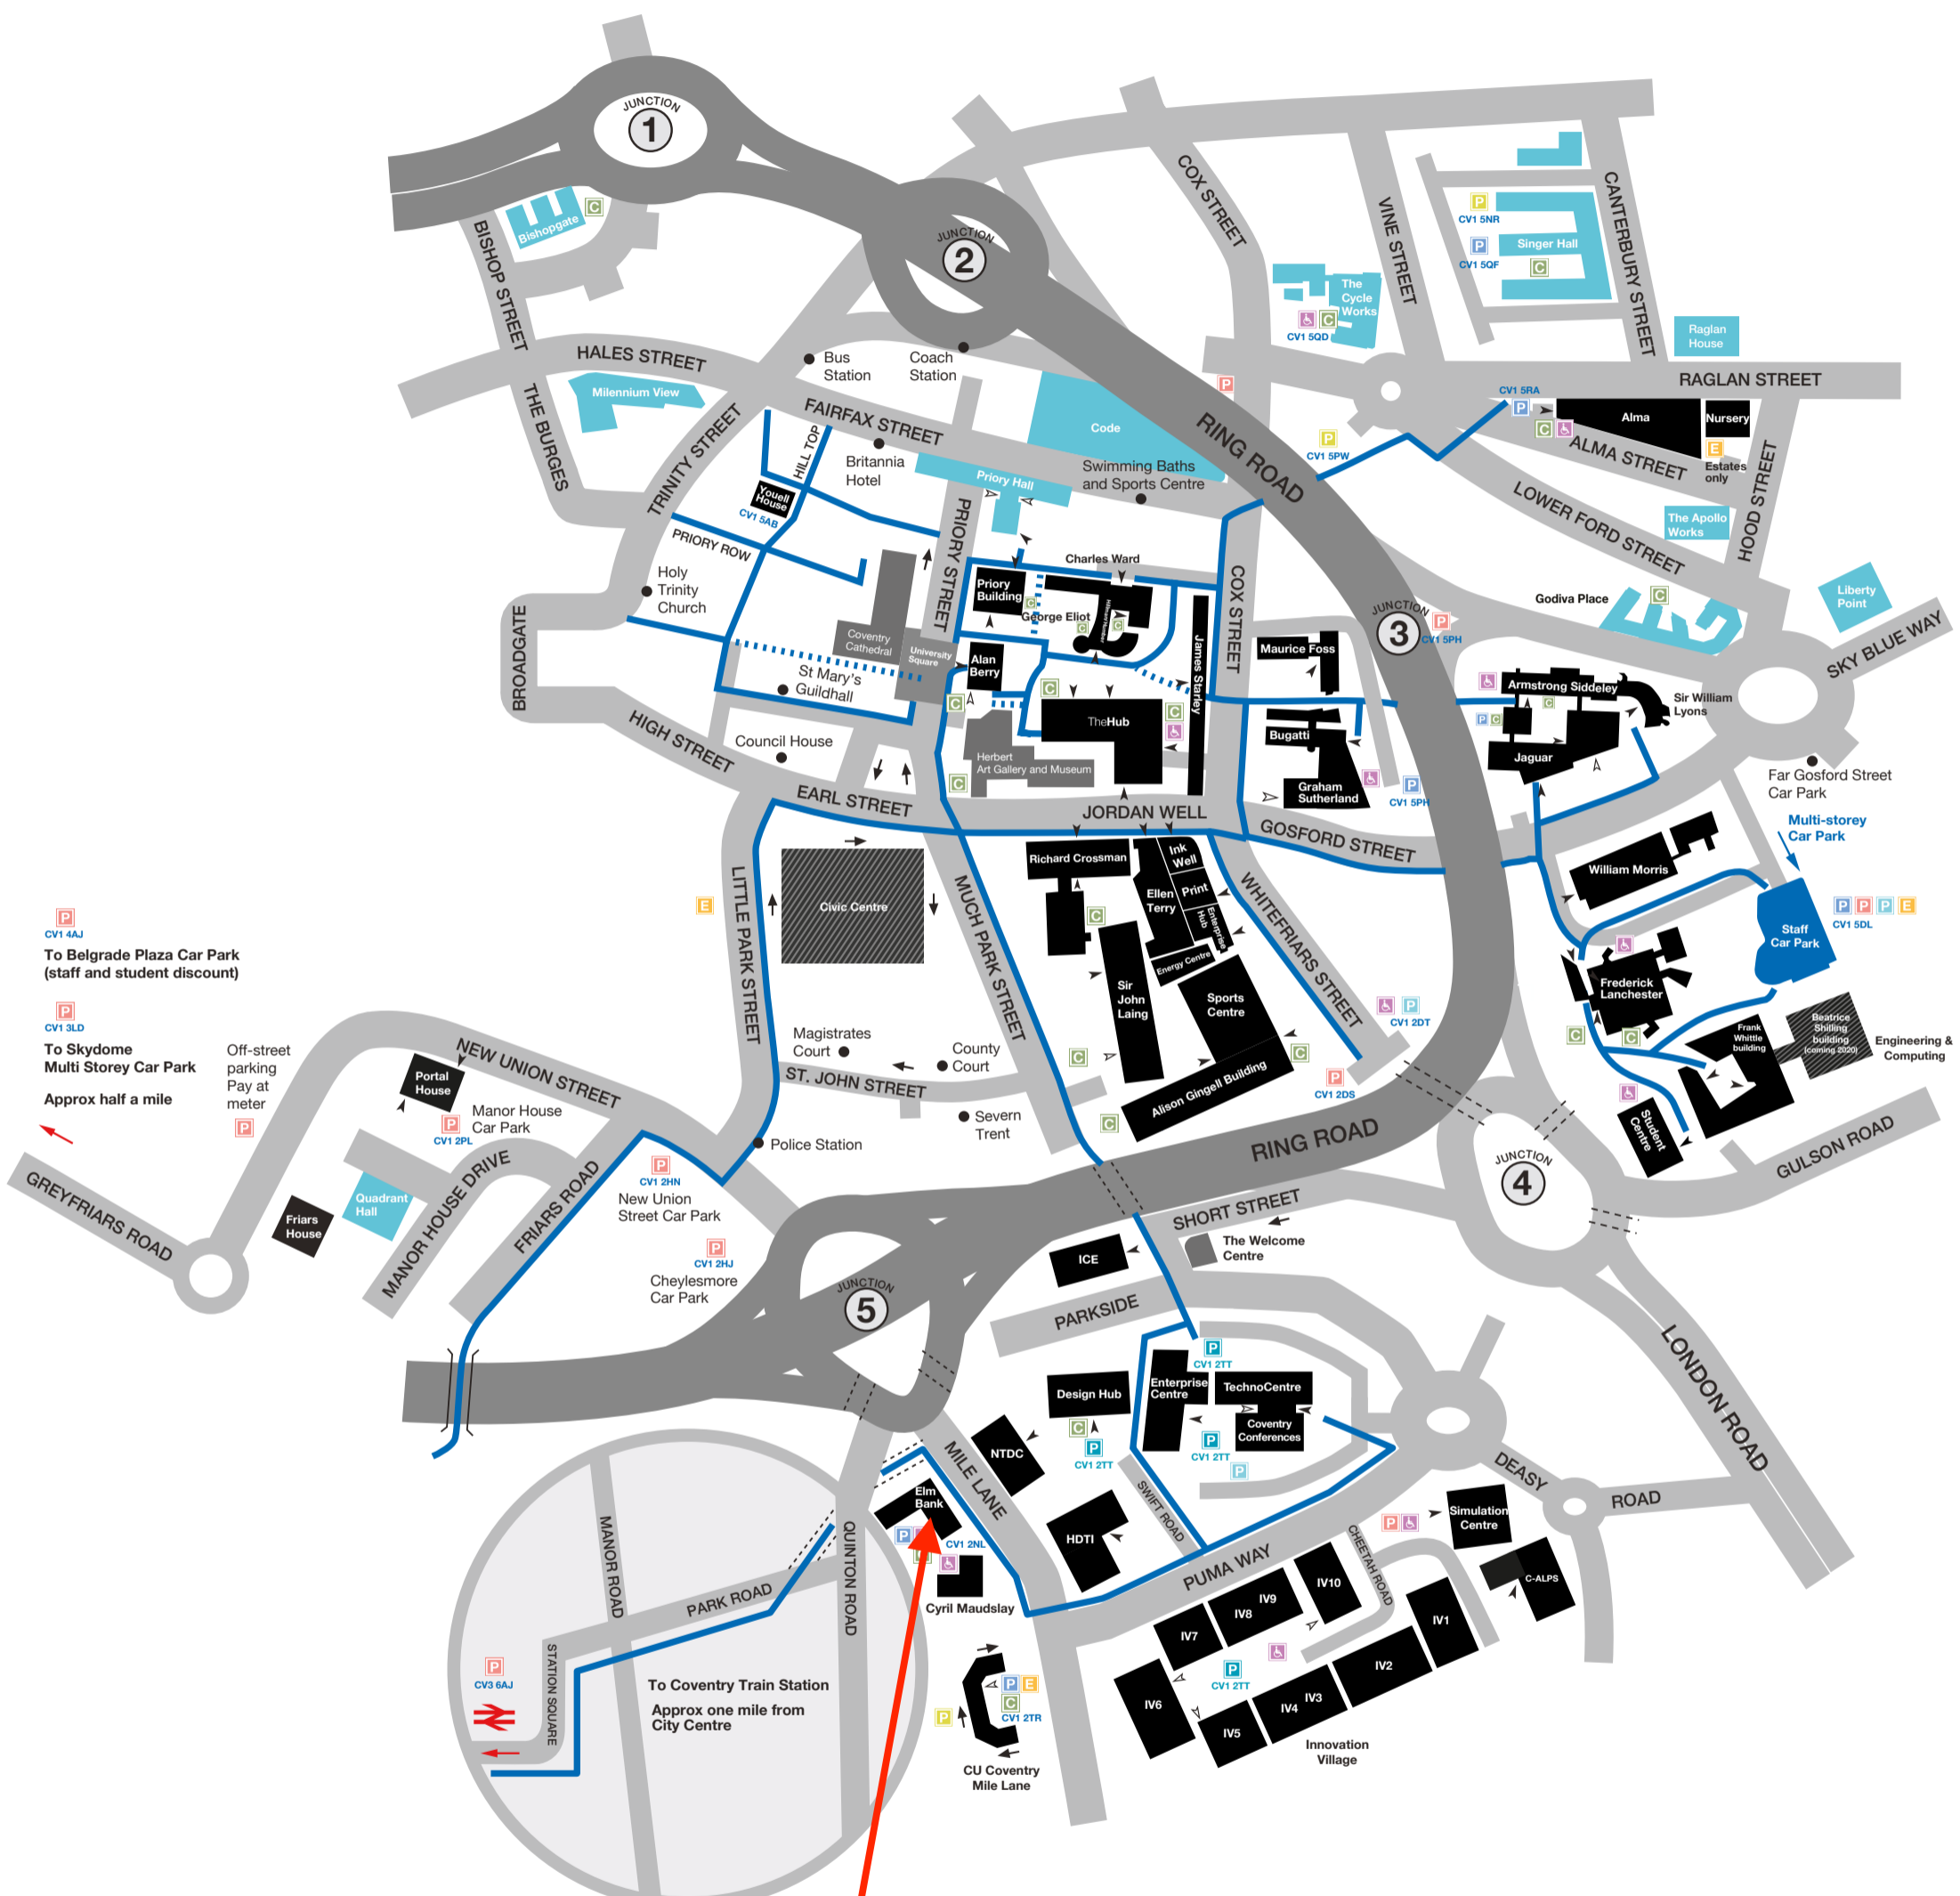 JUNCTION
1
Bishopgate
C
BISHOP STREET
JUNCTION
2
COX STREET
VINE STREET
CANTERBURY STREET
P
CV1 5NR
P
CV1 5QF
Singer Hall
C
The
Cycle
Works
C
CV1 5QD
Raglan
House
HALES STREET
Bus
Station
Coach
Station
Milennium View
THE BURGES
TRINITY STREET
FAIRFAX STREET
HILL TOP
Britannia
Hotel
Code
P
RING ROAD
Swimming Baths
and Sports Centre
Priory Hall
P
CV1 5PW
RAGLAN STREET
CV1 5RA
P
Alma
Nursery
C
ALMA STREET
E
Estates
only
LOWER FORD STREET
The Apollo
Works
HOOD STREET
Youell
House
CV1 5AB
PRIORY ROW
PRIORY STREET
Holy
Trinity
Church
BROADGATE
Coventry
Cathedral
University
Square
St Mary's
Guildhall
Charles Ward
Priory
Building
C
George Eliot
C
C
Alan
Berry
C
C
TheHub
C
James Starley
COX STREET
Herbert
Art Gallery and Museum
C
Maurice Foss
Bugatti
Graham
Sutherland
P
CV1 5PH
JUNCTION
3
P
CV1 5PH
Godiva Place
C
Liberty
Point
SKY BLUE WAY
Armstrong Siddeley
C
Sir William
Lyons
P
C
Jaguar
Far Gosford Street
Car Park
Multi-storey
Car Park
HIGH STREET
Council House
EARL STREET
JORDAN WELL
GOSFORD STREET
William Morris
Staff
Car Park
P
P
P
E
CV1 5DL
Richard Crossman
Ink
Well
Print
Ellen
Terry
Enterprise
Hub
Energy Centre
C
Sir
John
Laing
Sports
Centre
C
C
Alison Gingell Building
C
WHITEFRIARS STREET
P
CV1 2DT
P
CV1 2DS
Frederick
Lanchester
C
C
Frank
Whittle
building
Beatrice
Shilling
building
(coming 2020)
Engineering &
Computing
Student
Centre
GULSON ROAD
E
Civic Centre
LITTLE PARK STREET
MUCH PARK STREET
Magistrates
Court
County
Court
ST. JOHN STREET
Severn
Trent
Police Station
P
CV1 4AJ
To Belgrade Plaza Car Park
(staff and student discount)
P
CV1 3LD
To Skydome
Multi Storey Car Park
Approx half a mile
Off-street
parking
Pay at
meter
P
NEW UNION STREET
Portal
House
Manor House
Car Park
P
CV1 2PL
GREYFRIARS ROAD
Friars
House
Quadrant
Hall
MANOR HOUSE DRIVE
FRIARS ROAD
P
CV1 2HN
New Union
Street Car Park
P
CV1 2HJ
Cheylesmore
Car Park
RING ROAD
JUNCTION
4
JUNCTION
5
SHORT STREET
The Welcome
Centre
ICE
PARKSIDE
LONDON ROAD
P
CV1 2TT
Design Hub
C
P
CV1 2TT
Enterprise
Centre
TechnoCentre
Coventry
Conferences
P
CV1 2TT
P
SWIFT ROAD
DEASY
ROAD
MILE LANE
NTDC
Elm
Bank
P
CV1 2NL
Cyril Maudslay
HDTI
PUMA WAY
CHEETAH ROAD
P
Simulation
Centre
C-ALPS
IV10
IV9
IV8
IV7
IV6
IV5
IV4
IV3
IV2
IV1
P
CV1 2TT
Innovation
Village
MANOR ROAD
PARK ROAD
QUINTON ROAD
STATION SQUARE
P
CV3 6AJ
To Coventry Train Station
Approx one mile from
City Centre
P
P
E
C
CV1 2TR
CU Coventry
Mile Lane